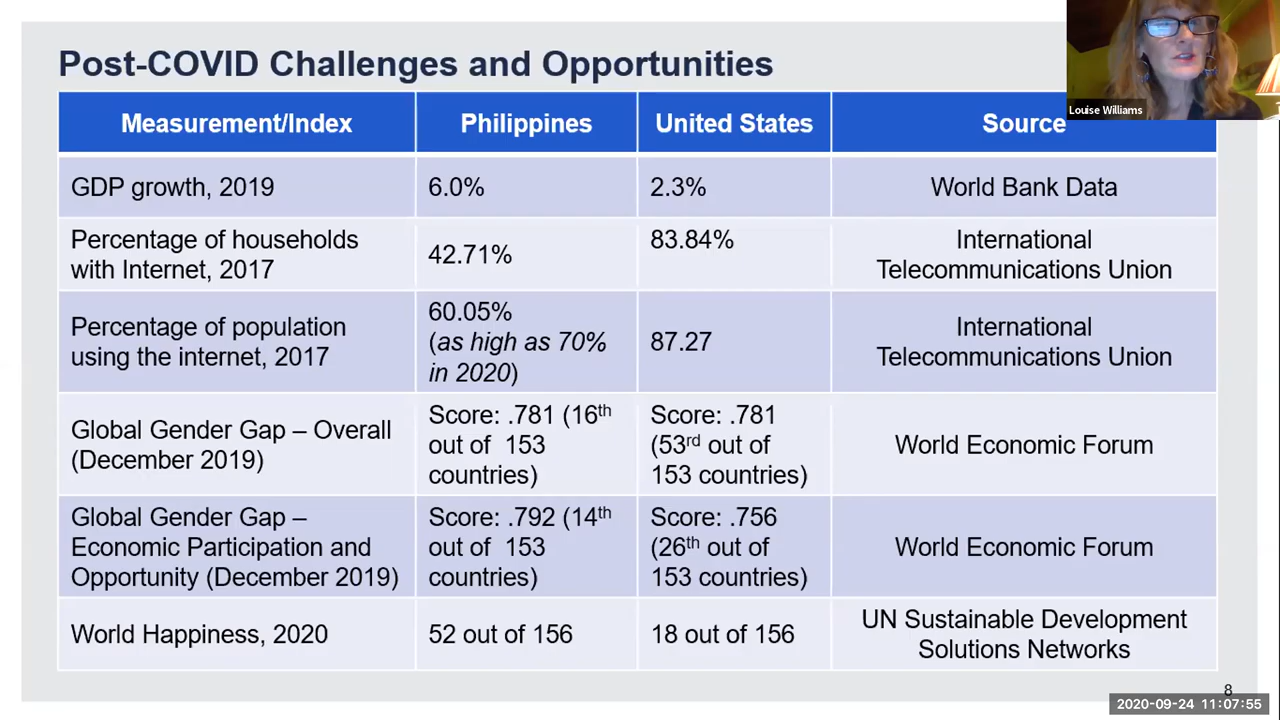 Post-COVID Challenges and Opportunities
Louise Williams
Measurement/Index Philippines United States Source
GDP growth, 2019 6.0% 2.3% World Bank Data
Percentage of households
with Internet, 2017
42.71%
83.84%
International
Telecommunications Union
Percentage of population
using the internet, 2017
60.05%
(as high as 70%
in 2020)
87.27
International
Telecommunications Union
Global Gender Gap – Overall
(December 2019)
Score: .781 (16th
out of 153
countries)
Score: .781
(53rd out of
153 countries)
World Economic Forum
Global Gender Gap –
Economic Participation and
Opportunity (December 2019)
Score: .792 (14th
out of 153
countries)
Score: .756
(26th out of
153 countries)
World Economic Forum
World Happiness, 2020
52 out of 156
18 out of 156
UN Sustainable Development
Solutions Networks
8
2020-09-24 11:07:55